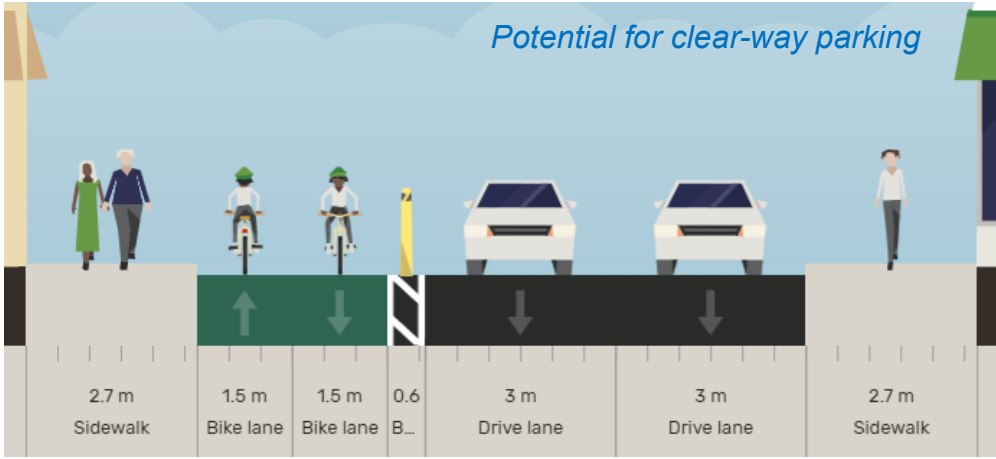 Potential for clear-way parking
2.7 m
Sidewalk
1.5 m
Bike lane
1.5 m
Bike lane
0.6
B...
3 m
Drive lane
3 m
Drive lane
2.7 m
Sidewalk